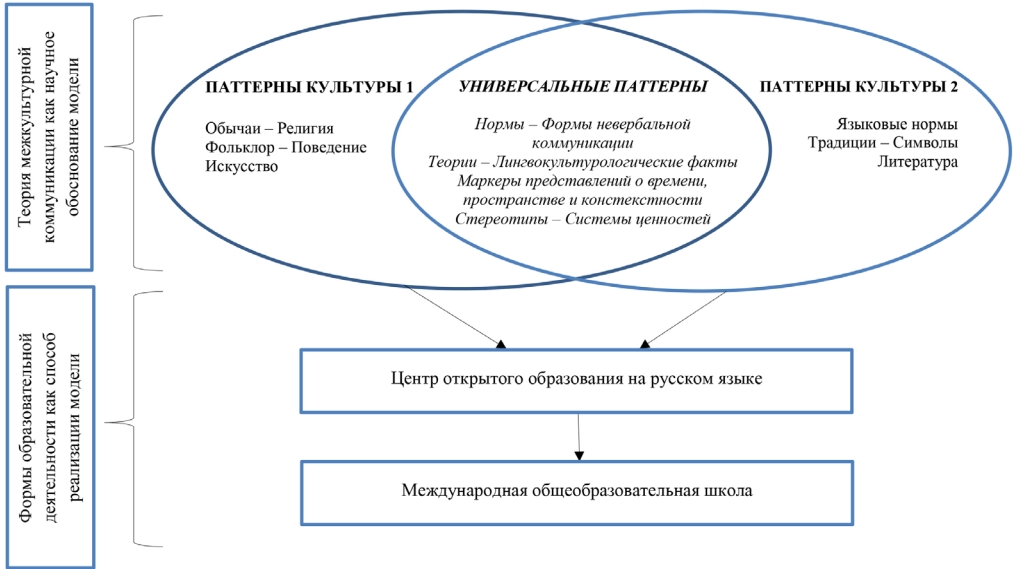 Теория межкультурной
коммуникации как научное
обоснование модели
ПАТТЕРНЫ КУЛЬТУРЫ 1
Обычаи – Религия
Фольклор – Поведение
Искусство
УНИВЕРСАЛЬНЫЕ ПАТТЕРНЫ
Нормы – Формы невербальной
коммуникации
Теории – Лингвокультурологические факты
Маркеры представлений о времени,
пространстве и констекстности
Стереотипы – Системы ценностей
ПАТТЕРНЫ КУЛЬТУРЫ 2
Языковые нормы
Традиции – Символы
Литература
Формы образовательной
деятельности как способ
реализации модели
Центр открытого образования на русском языке
Международная общеобразовательная школа